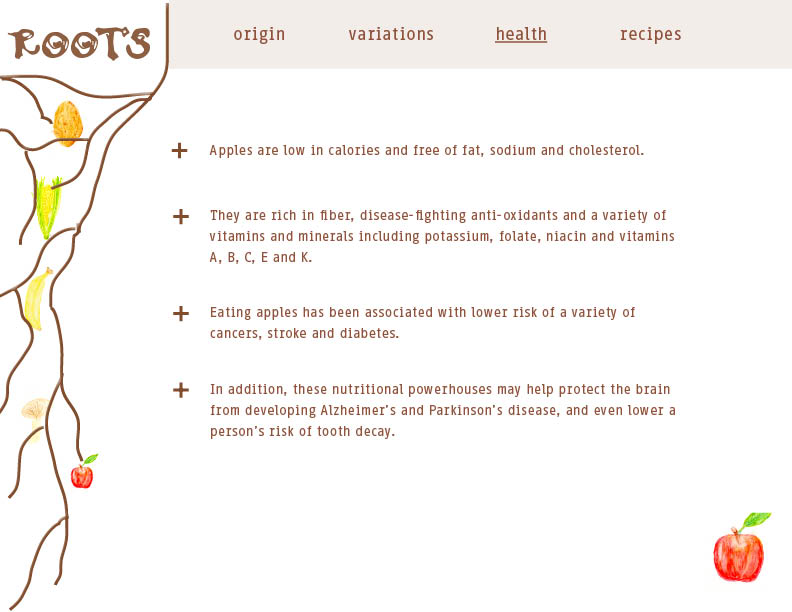 ROOTS
origin variations health recipes
+ Apples are low in calories and free of fat, sodium and cholesterol.
+ They are rich in fiber, disease-fighting anti-oxidants and a variety of
vitamins and minerals including potassium, folate, niacin and vitamins
A, B, C, E and K.
+ Eating apples has been associated with lower risk of a variety of
cancers, stroke and diabetes.
+ In addition, these nutritional powerhouses may help protect the brain
from developing Alzheimer's and Parkinson's disease, and even lower a
person's risk of tooth decay.